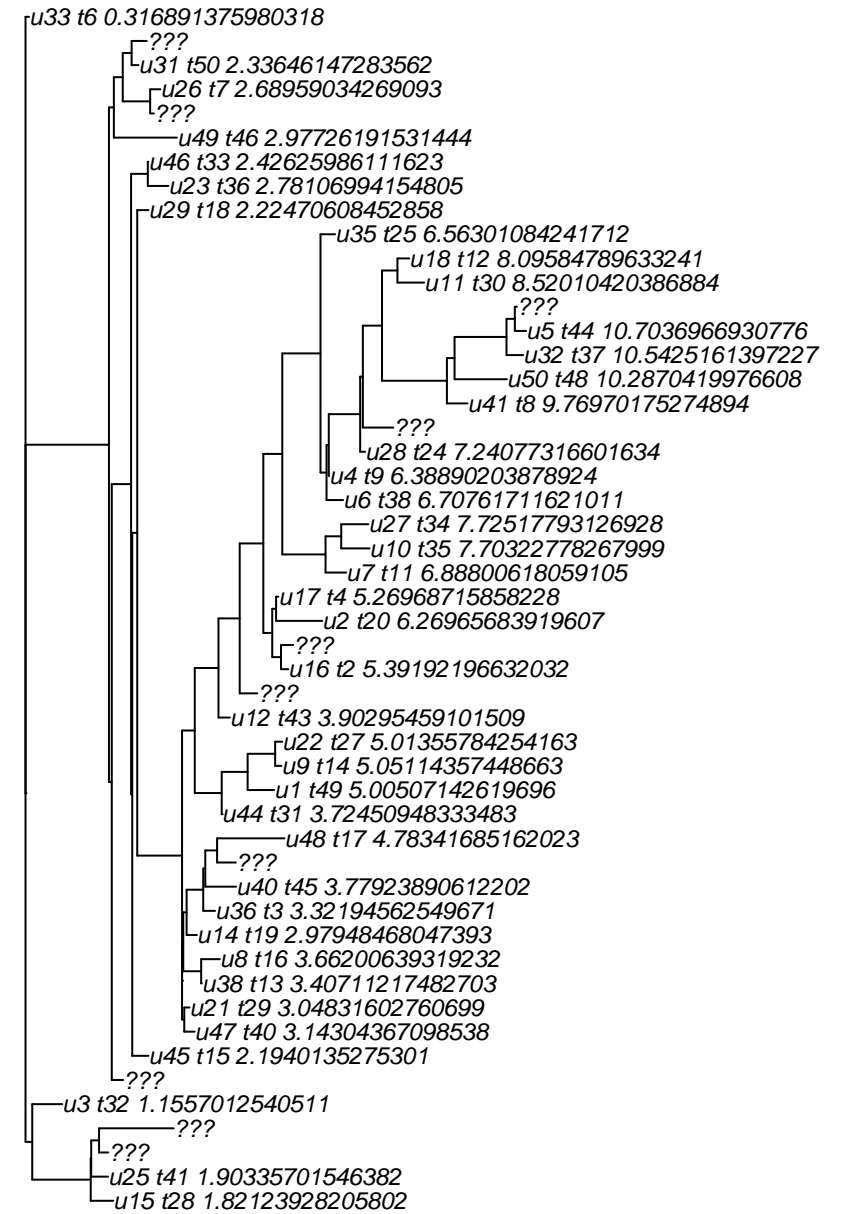 u33 t6 0.316891375980318
???
u31 t50 2.33646147283562
u26 t7 2.68959034269093
???
u49 t46 2.97726191531444
u46 t33 2.42625986111623
u23 t36 2.78106994154805
u29 t18 2.22470608452858
u35 t25 6.56301084241712
u18 t12 8.09584789633241
u11 t30 8.52010420386884
???
u5 t44 10.7036966930776
u32 t37 10.5425161397227
u50 t48 10.2870419976608
u41 t8 9.76970175274894
???
u28 t24 7.24077316601634
u4 t9 6.38890203878924
u6 t38 6.70761711621011
u27 t34 7.72517793126928
u10 t35 7.70322778267999
u7 t11 6.88800618059105
u17 t4 5.26968715858228
u2 t20 6.26965683919607
???
u16 t2 5.39192196632032
???
u12 t43 3.90295459101509
u22 t27 5.01355784254163
u9 t14 5.05114357448663
u1 t49 5.00507142619696
u44 t31 3.72450948333483
u48 t17 4.78341685162023
???
u40 t45 3.77923890612202
u36 t3 3.32194562549671
u14 t19 2.97948468047393
u8 t16 3.66200639319232
u38 t13 3.40711217482703
u21 t29 3.04831602760699
u47 t40 3.14304367098538
u45 t15 2.1940135275301
???
u3 t32 1.1557012540511
???
???
u25 t41 1.90335701546382
u15 t28 1.82123928205802